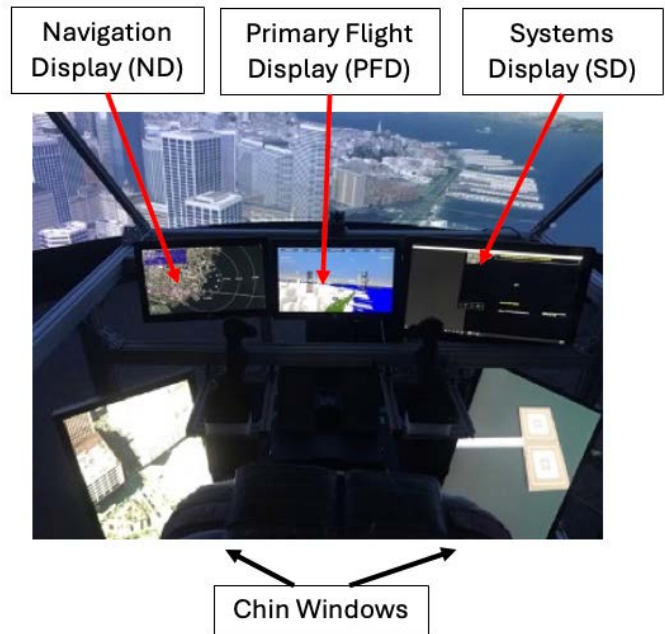 Navigation
Display (ND)
Primary Flight
Display (PFD)
Systems
Display (SD)
Chin Windows